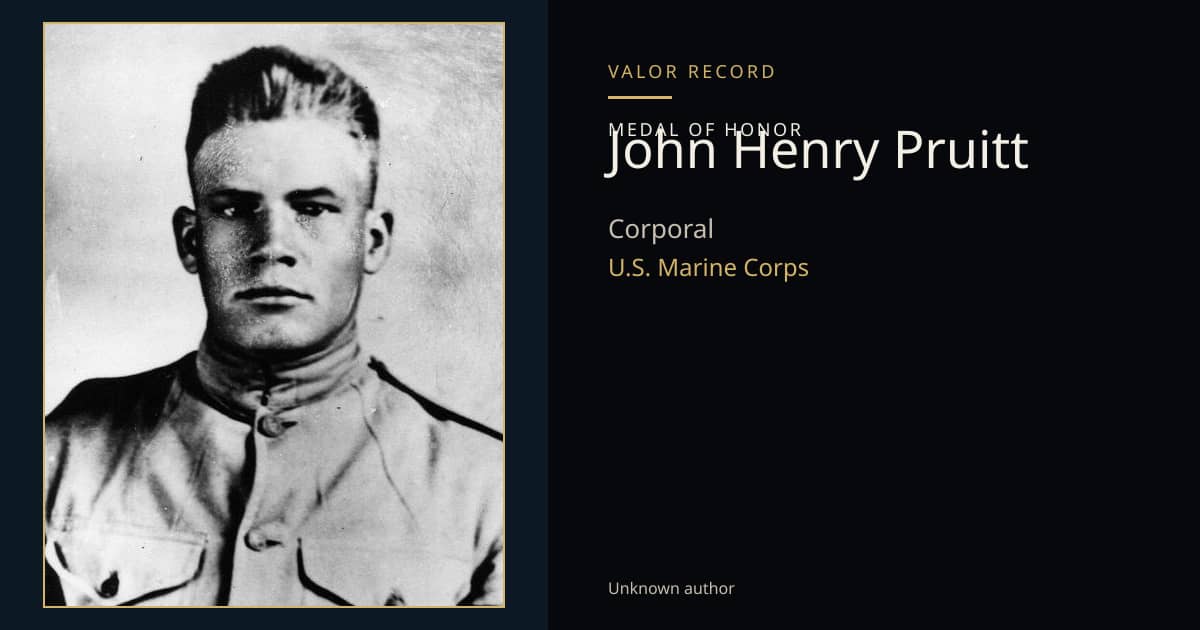 VALOR RECORD
MEDAL OF HONOR
John Henry Pruitt
Corporal
U.S. Marine Corps
Unknown author